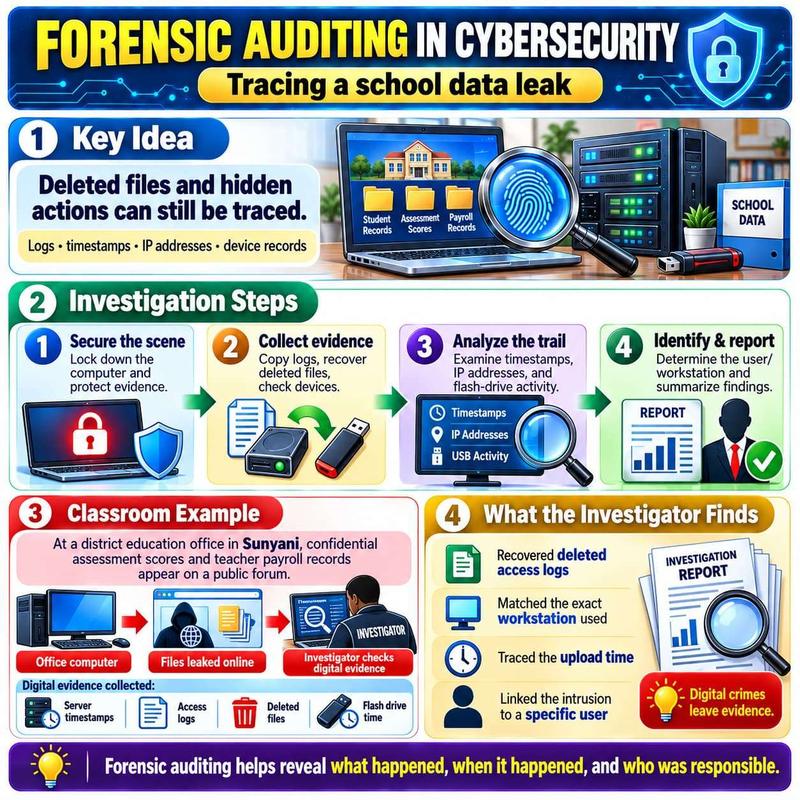 FORENSIC AUDITING IN CYBERSECURITY
Tracing a school data leak
1 Key Idea
Deleted files and hidden
actions can still be traced.
Logs • timestamps • IP addresses • device records
Student
Records
Assessment
Scores
Payroll
Records
SCHOOL
DATA
2 Investigation Steps
1 Secure the scene
Lock down the
computer and
protect evidence.
2 Collect evidence
Copy logs, recover
deleted files,
check devices.
3 Analyze the trail
Examine timestamps,
IP addresses, and
flash-drive activity.
Timestamps
IP Addresses
USB Activity
4 Identify & report
Determine the user/
workstation and
summarize findings.
REPORT
3 Classroom Example
At a district education office in Sunyani, confidential
assessment scores and teacher payroll records
appear on a public forum.
INVESTIGATOR
Office computer
Files leaked online
Investigator checks
digital evidence
Digital evidence collected:
Server
timestamps
Access
logs
Deleted
files
Flash drive
time
4 What the Investigator Finds
Recovered deleted
access logs
Matched the exact
workstation used
Traced the upload time
Linked the intrusion
to a specific user
INVESTIGATION
REPORT
Digital crimes
leave evidence.
Forensic auditing helps reveal what happened, when it happened, and who was responsible.